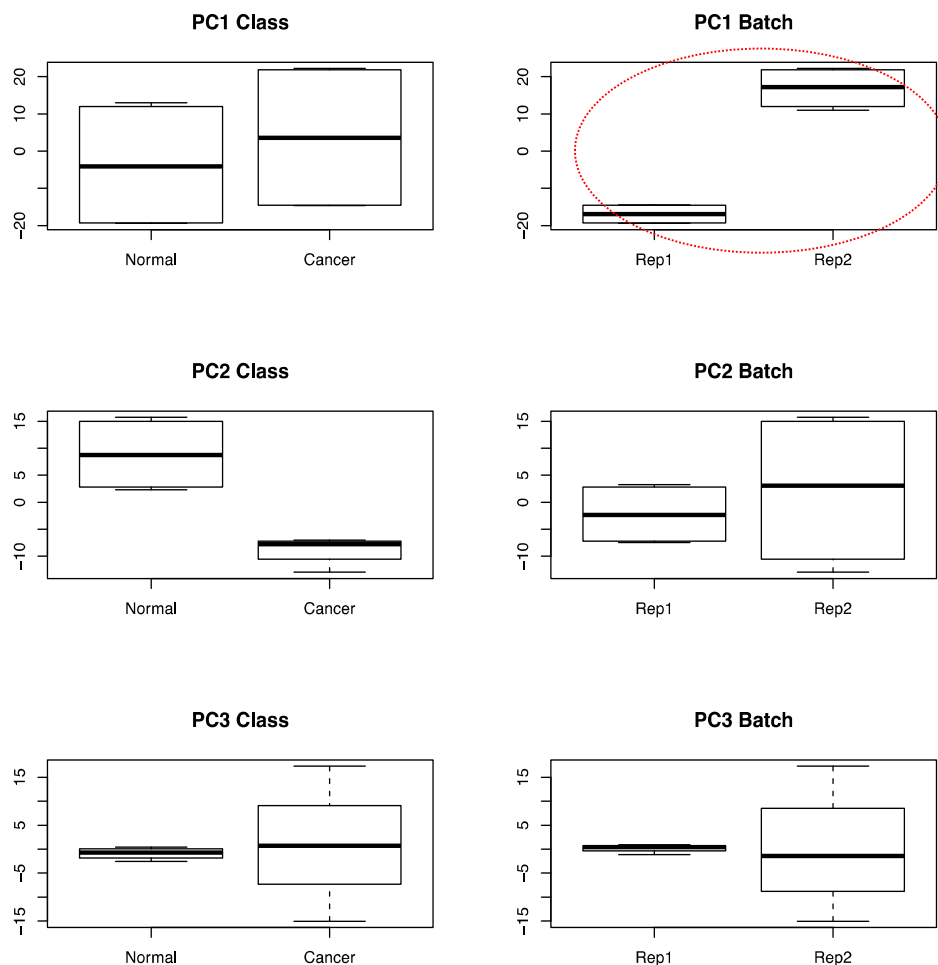 PC1 Class
PC1 Batch
20
10
0
−20
Normal
Cancer
20
10
0
−20
Rep1
Rep2
PC2 Class
PC2 Batch
15
5
0
−10
Normal
Cancer
15
5
0
−10
Rep1
Rep2
PC3 Class
PC3 Batch
15
5
−5
−15
Normal
Cancer
15
5
−5
−15
Rep1
Rep2